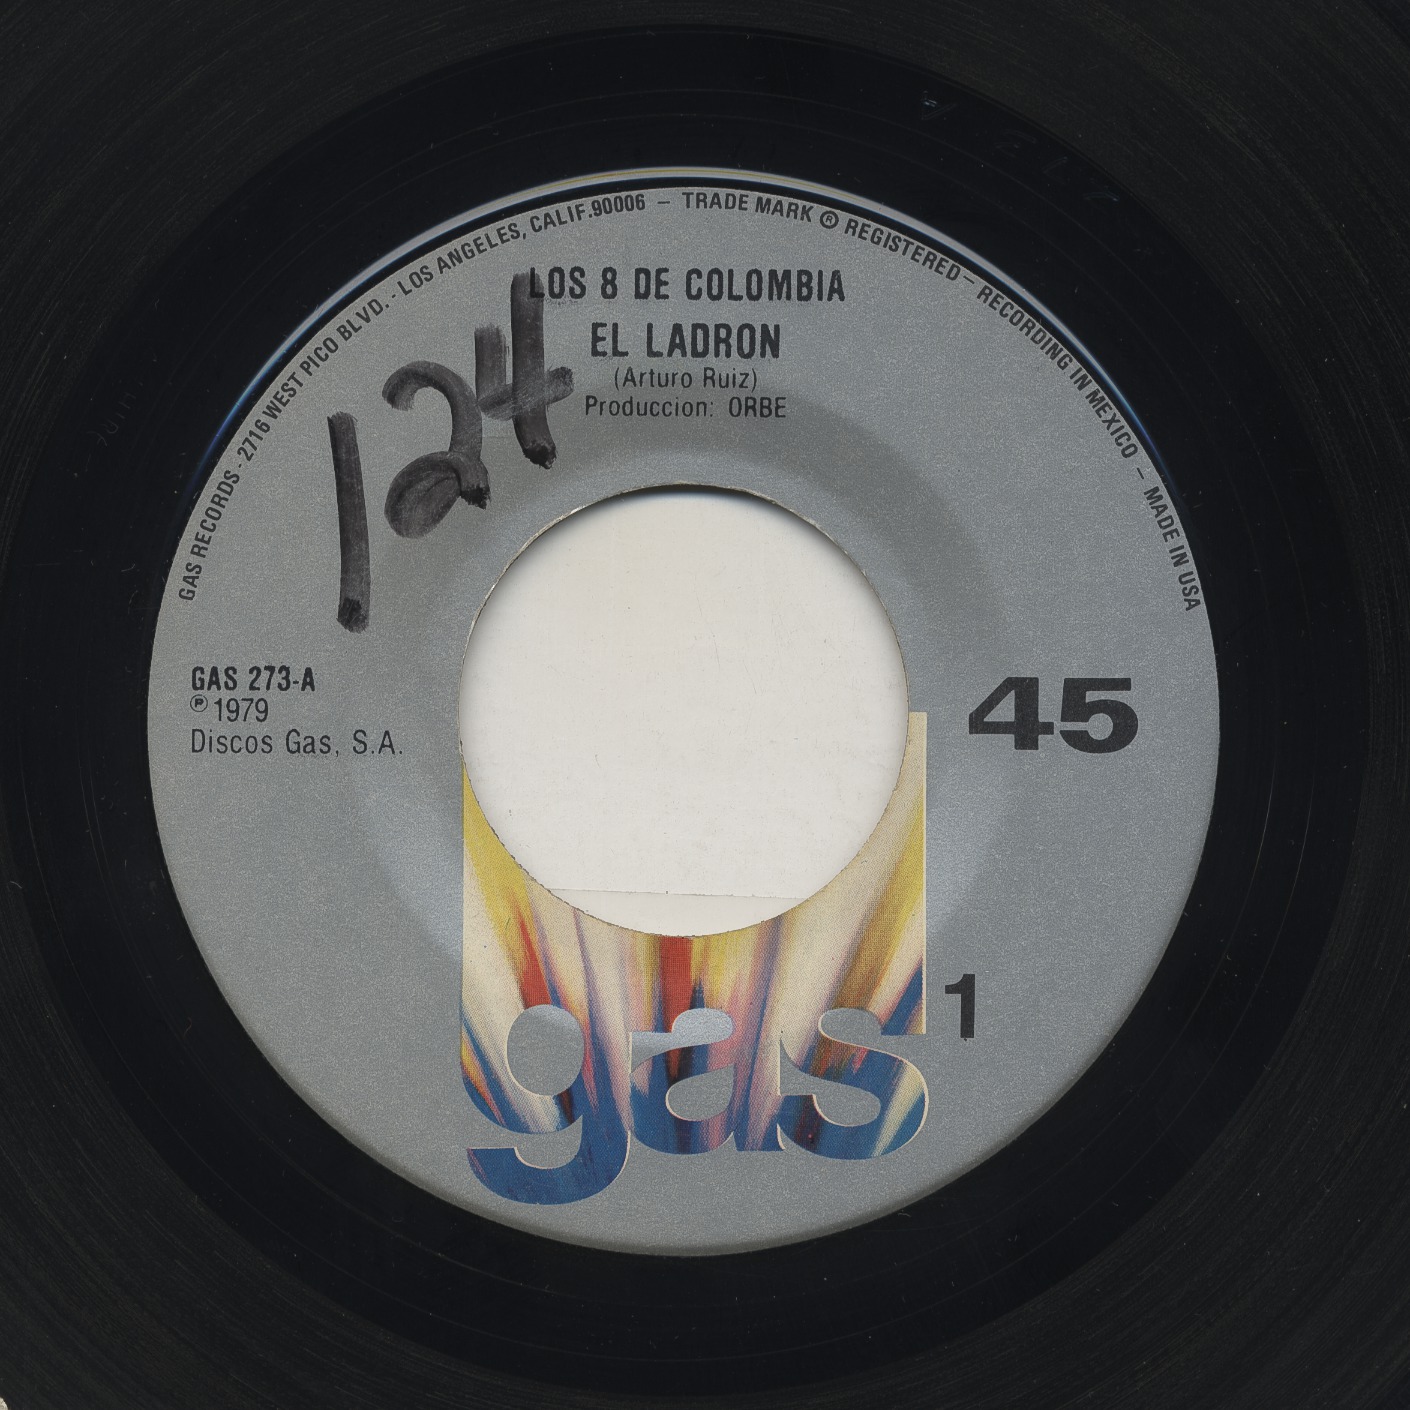 GAS RECORDS - 2716 WEST PICO BLVD. - LOS ANGELES, CALIF.90006 – TRADE MARK ® REGISTERED – RECORDING IN MEXICO – MADE IN USA
LOS 8 DE COLOMBIA
EL LADRON
(Arturo Ruiz)
Produccion: ORBE
124
GAS 273-A
℗ 1979
Discos Gas, S.A.
45
1
gas